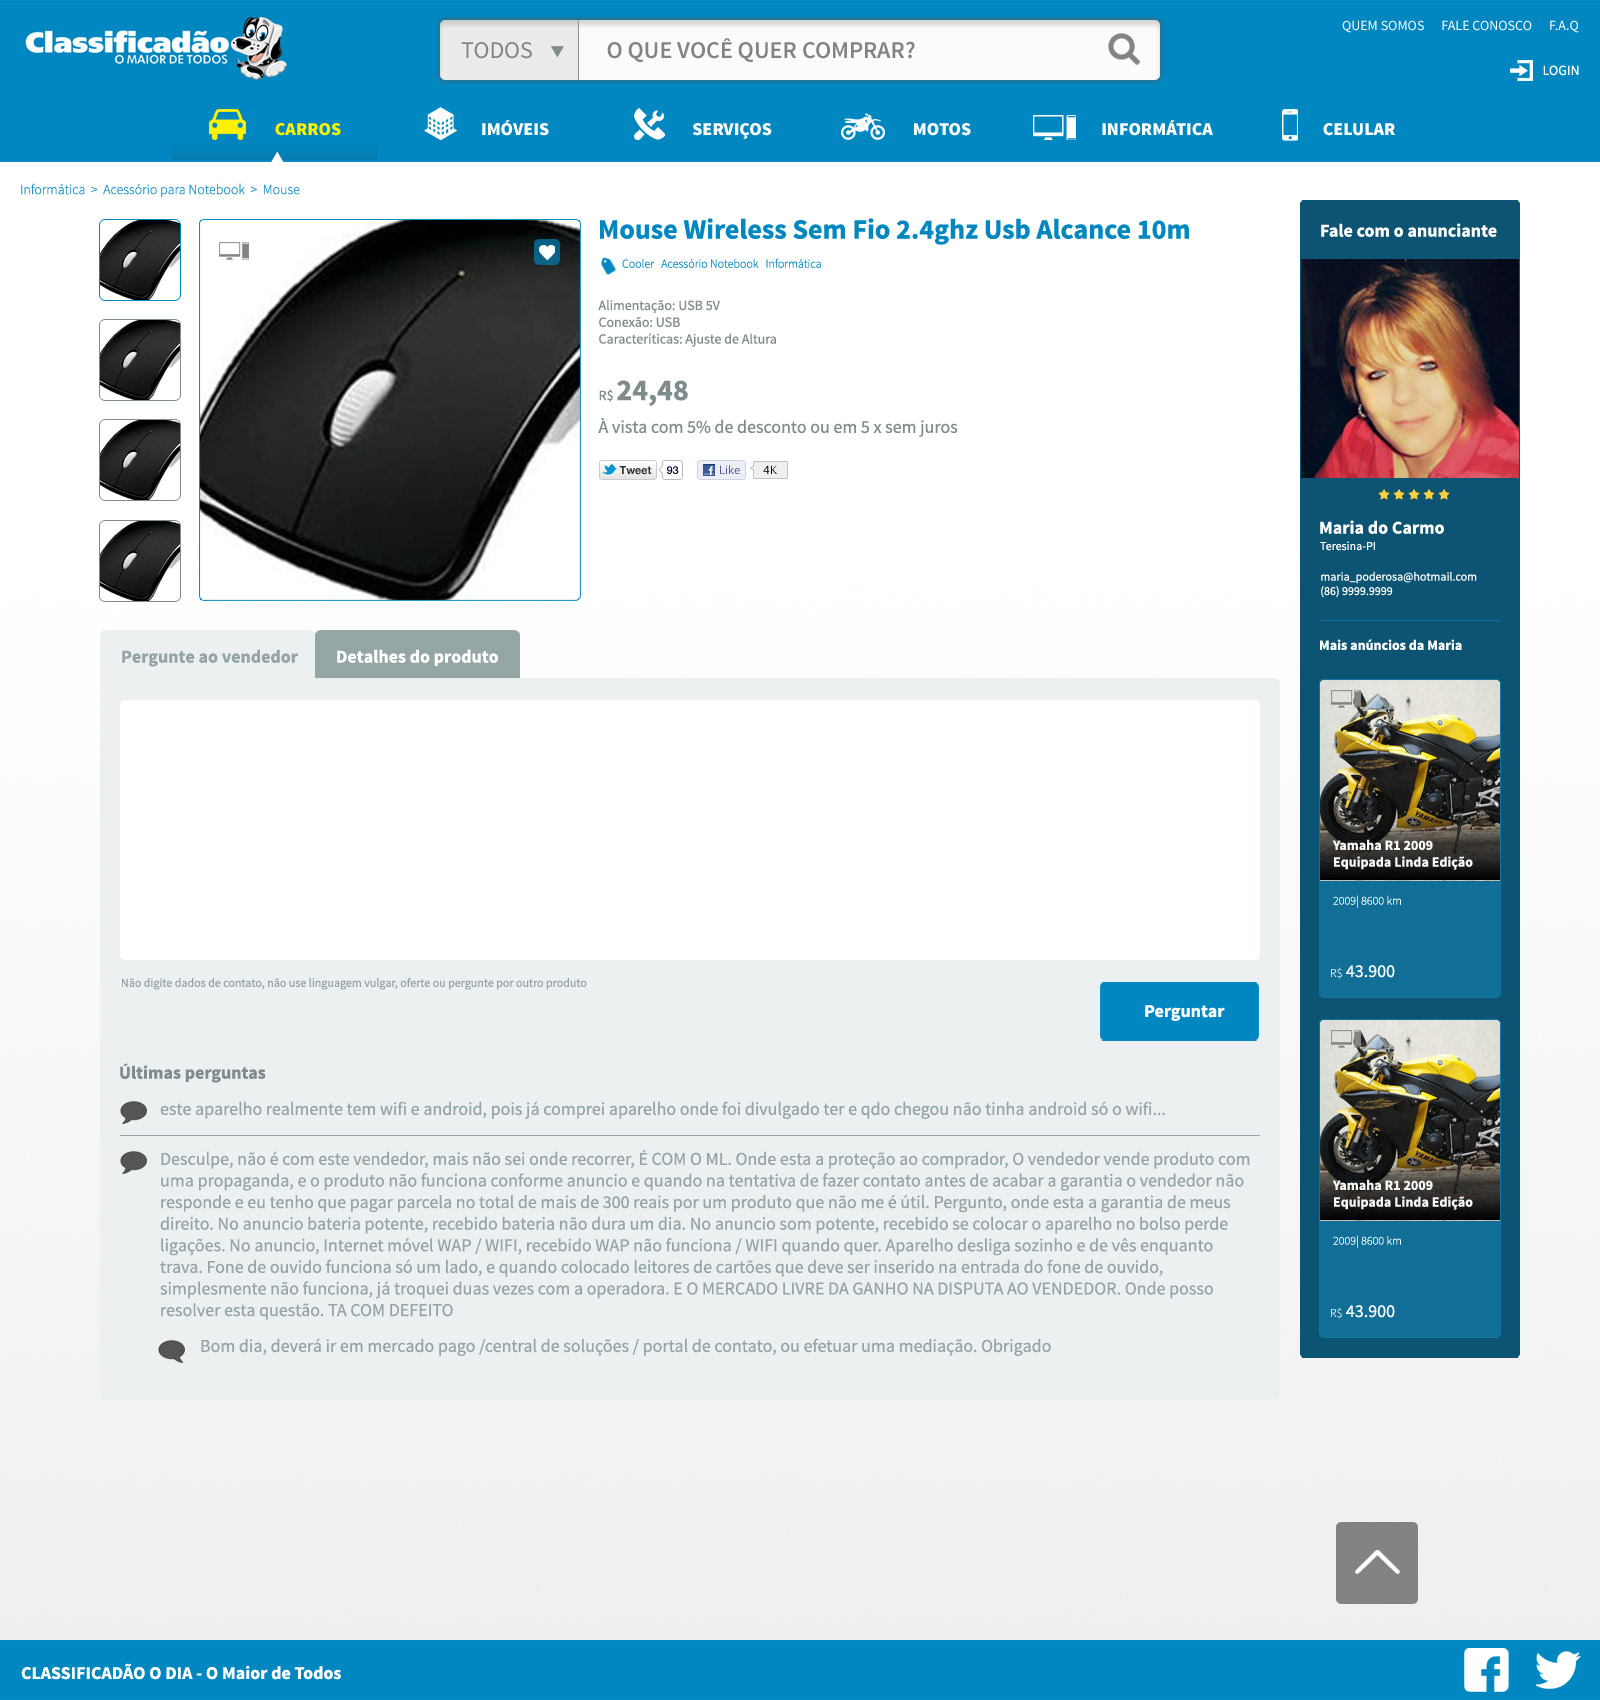 Classificadão
O MAIOR DE TODOS
TODOS
O QUE VOCÊ QUER COMPRAR?
QUEM SOMOS FALE CONOSCO F.A.Q
LOGIN
CARROS
IMÓVEIS
SERVIÇOS
MOTOS
INFORMÁTICA
CELULAR
Informática > Acessório para Notebook > Mouse
Mouse Wireless Sem Fio 2.4ghz Usb Alcance 10m
Cooler Acessório Notebook Informática
Alimentação: USB 5V
Conexão: USB
Caracteríticas: Ajuste de Altura
R$ 24,48
À vista com 5% de desconto ou em 5 x sem juros
Tweet 93 Like 4K
Fale com o anunciante
Maria do Carmo
Teresina-PI
maria_poderosa@hotmail.com
(86) 9999.9999
Mais anúncios da Maria
YAMAHA
Yamaha R1 2009
Equipada Linda Edição
2009| 8600 km
R$ 43.900
YAMAHA
Yamaha R1 2009
Equipada Linda Edição
2009| 8600 km
R$ 43.900
Pergunte ao vendedor
Detalhes do produto
Não digite dados de contato, não use linguagem vulgar, oferte ou pergunte por outro produto
Perguntar
Últimas perguntas
este aparelho realmente tem wifi e android, pois já comprei aparelho onde foi divulgado ter e qdo chegou não tinha android só o wifi...
Desculpe, não é com este vendedor, mais não sei onde recorrer, É COM O ML. Onde esta a proteção ao comprador, O vendedor vende produto com
uma propaganda, e o produto não funciona conforme anuncio e quando na tentativa de fazer contato antes de acabar a garantia o vendedor não
responde e eu tenho que pagar parcela no total de mais de 300 reais por um produto que não me é útil. Pergunto, onde esta a garantia de meus
direito. No anuncio bateria potente, recebido bateria não dura um dia. No anuncio som potente, recebido se colocar o aparelho no bolso perde
ligações. No anuncio, Internet móvel WAP / WIFI, recebido WAP não funciona / WIFI quando quer. Aparelho desliga sozinho e de vês enquanto
trava. Fone de ouvido funciona só um lado, e quando colocado leitores de cartões que deve ser inserido na entrada do fone de ouvido,
simplesmente não funciona, já troquei duas vezes com a operadora. E O MERCADO LIVRE DA GANHO NA DISPUTA AO VENDEDOR. Onde posso
resolver esta questão. TA COM DEFEITO
Bom dia, deverá ir em mercado pago /central de soluções / portal de contato, ou efetuar uma mediação. Obrigado
CLASSIFICADÃO O DIA - O Maior de Todos